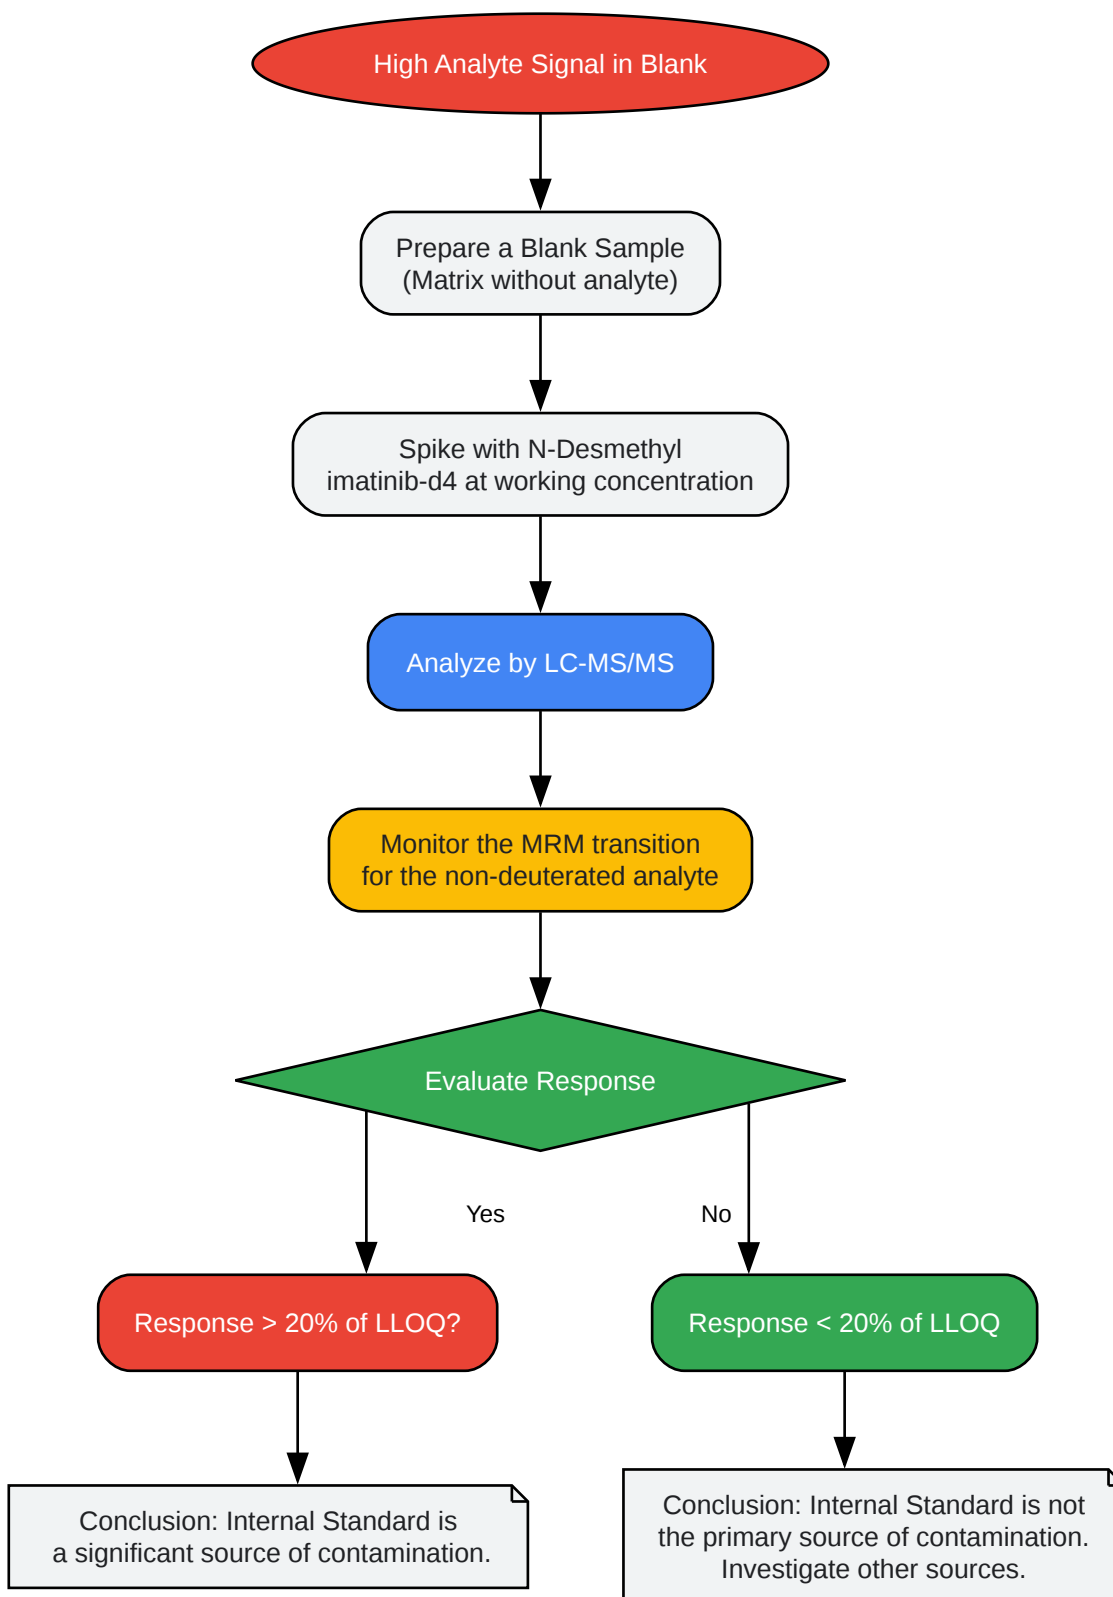 High Analyte Signal in Blank
Prepare a Blank Sample
(Matrix without analyte)
Spike with N-Desmethyl
imatinib-d4 at working concentration
Analyze by LC-MS/MS
Monitor the MRM transition
for the non-deuterated analyte
Evaluate Response
Yes
No
Response > 20% of LLOQ?
Response < 20% of LLOQ
Conclusion: Internal Standard is
a significant source of contamination.
Conclusion: Internal Standard is not
the primary source of contamination.
Investigate other sources.